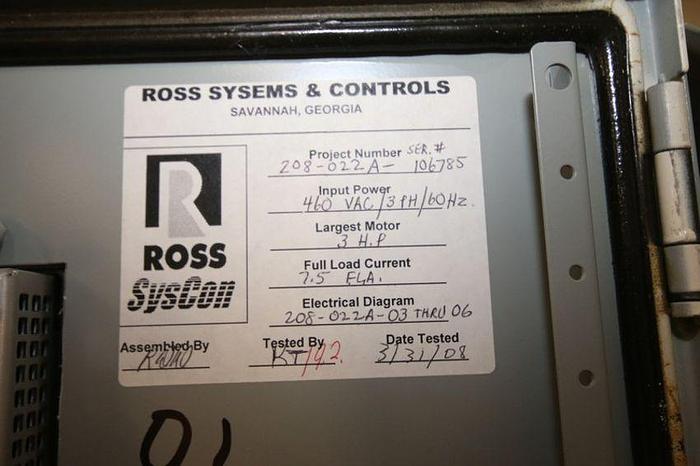 ROSS SYSEMS & CONTROLS
SAVANNAH, GEORGIA
Project Number SER. #
208-022A- 106785
Input Power
460 VAC/3PH/60Hz.
Largest Motor
3 H.P
Full Load Current
7.5 FLA.
Electrical Diagram
208-022A-03 THRU 06
R
ROSS
SysCon
Assembled By
Tested By
KT/92
Date Tested
3/31/08
01